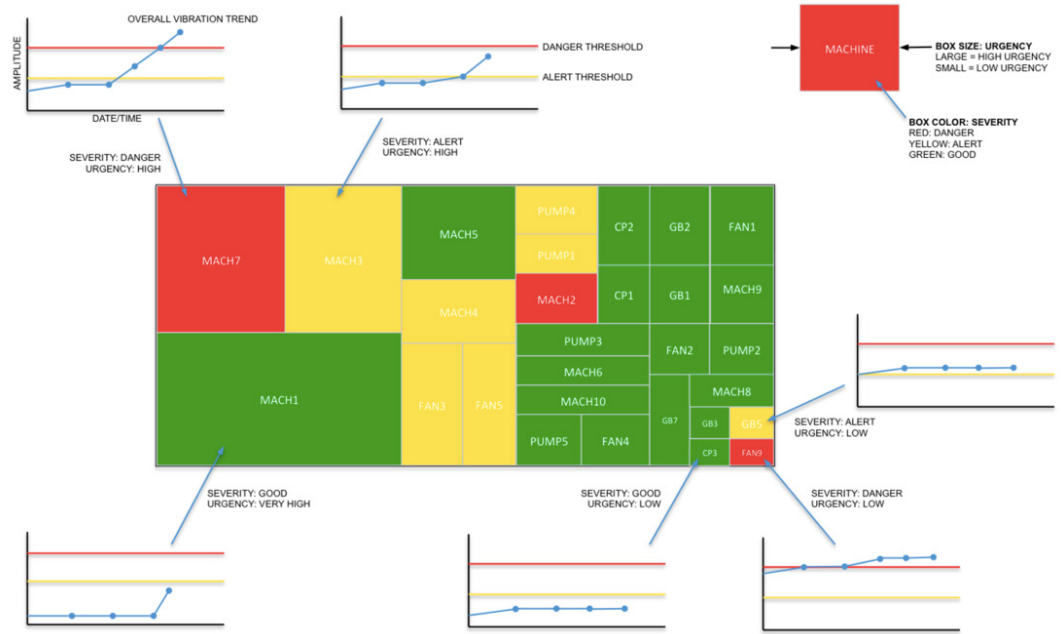 OVERALL VIBRATION TREND
AMPLITUDE
DATE/TIME
DANGER THRESHOLD
ALERT THRESHOLD
MACHINE
BOX SIZE: URGENCY
LARGE = HIGH URGENCY
SMALL = LOW URGENCY
BOX COLOR: SEVERITY
RED: DANGER
YELLOW: ALERT
GREEN: GOOD
SEVERITY: DANGER
URGENCY: HIGH
SEVERITY: ALERT
URGENCY: HIGH
MACH7
MACH3
MACH5
PUMP4
CP2
GB2
FAN1
PUMP1
MACH4
MACH2
CP1
GB1
MACH9
PUMP3
FAN2
PUMP2
MACH6
MACH8
MACH1
FAN3
FAN5
MACH10
GB7
GB3
GB5
PUMP5
FAN4
CP3
FAN9
SEVERITY: ALERT
URGENCY: LOW
SEVERITY: GOOD
URGENCY: VERY HIGH
SEVERITY: GOOD
URGENCY: LOW
SEVERITY: DANGER
URGENCY: LOW